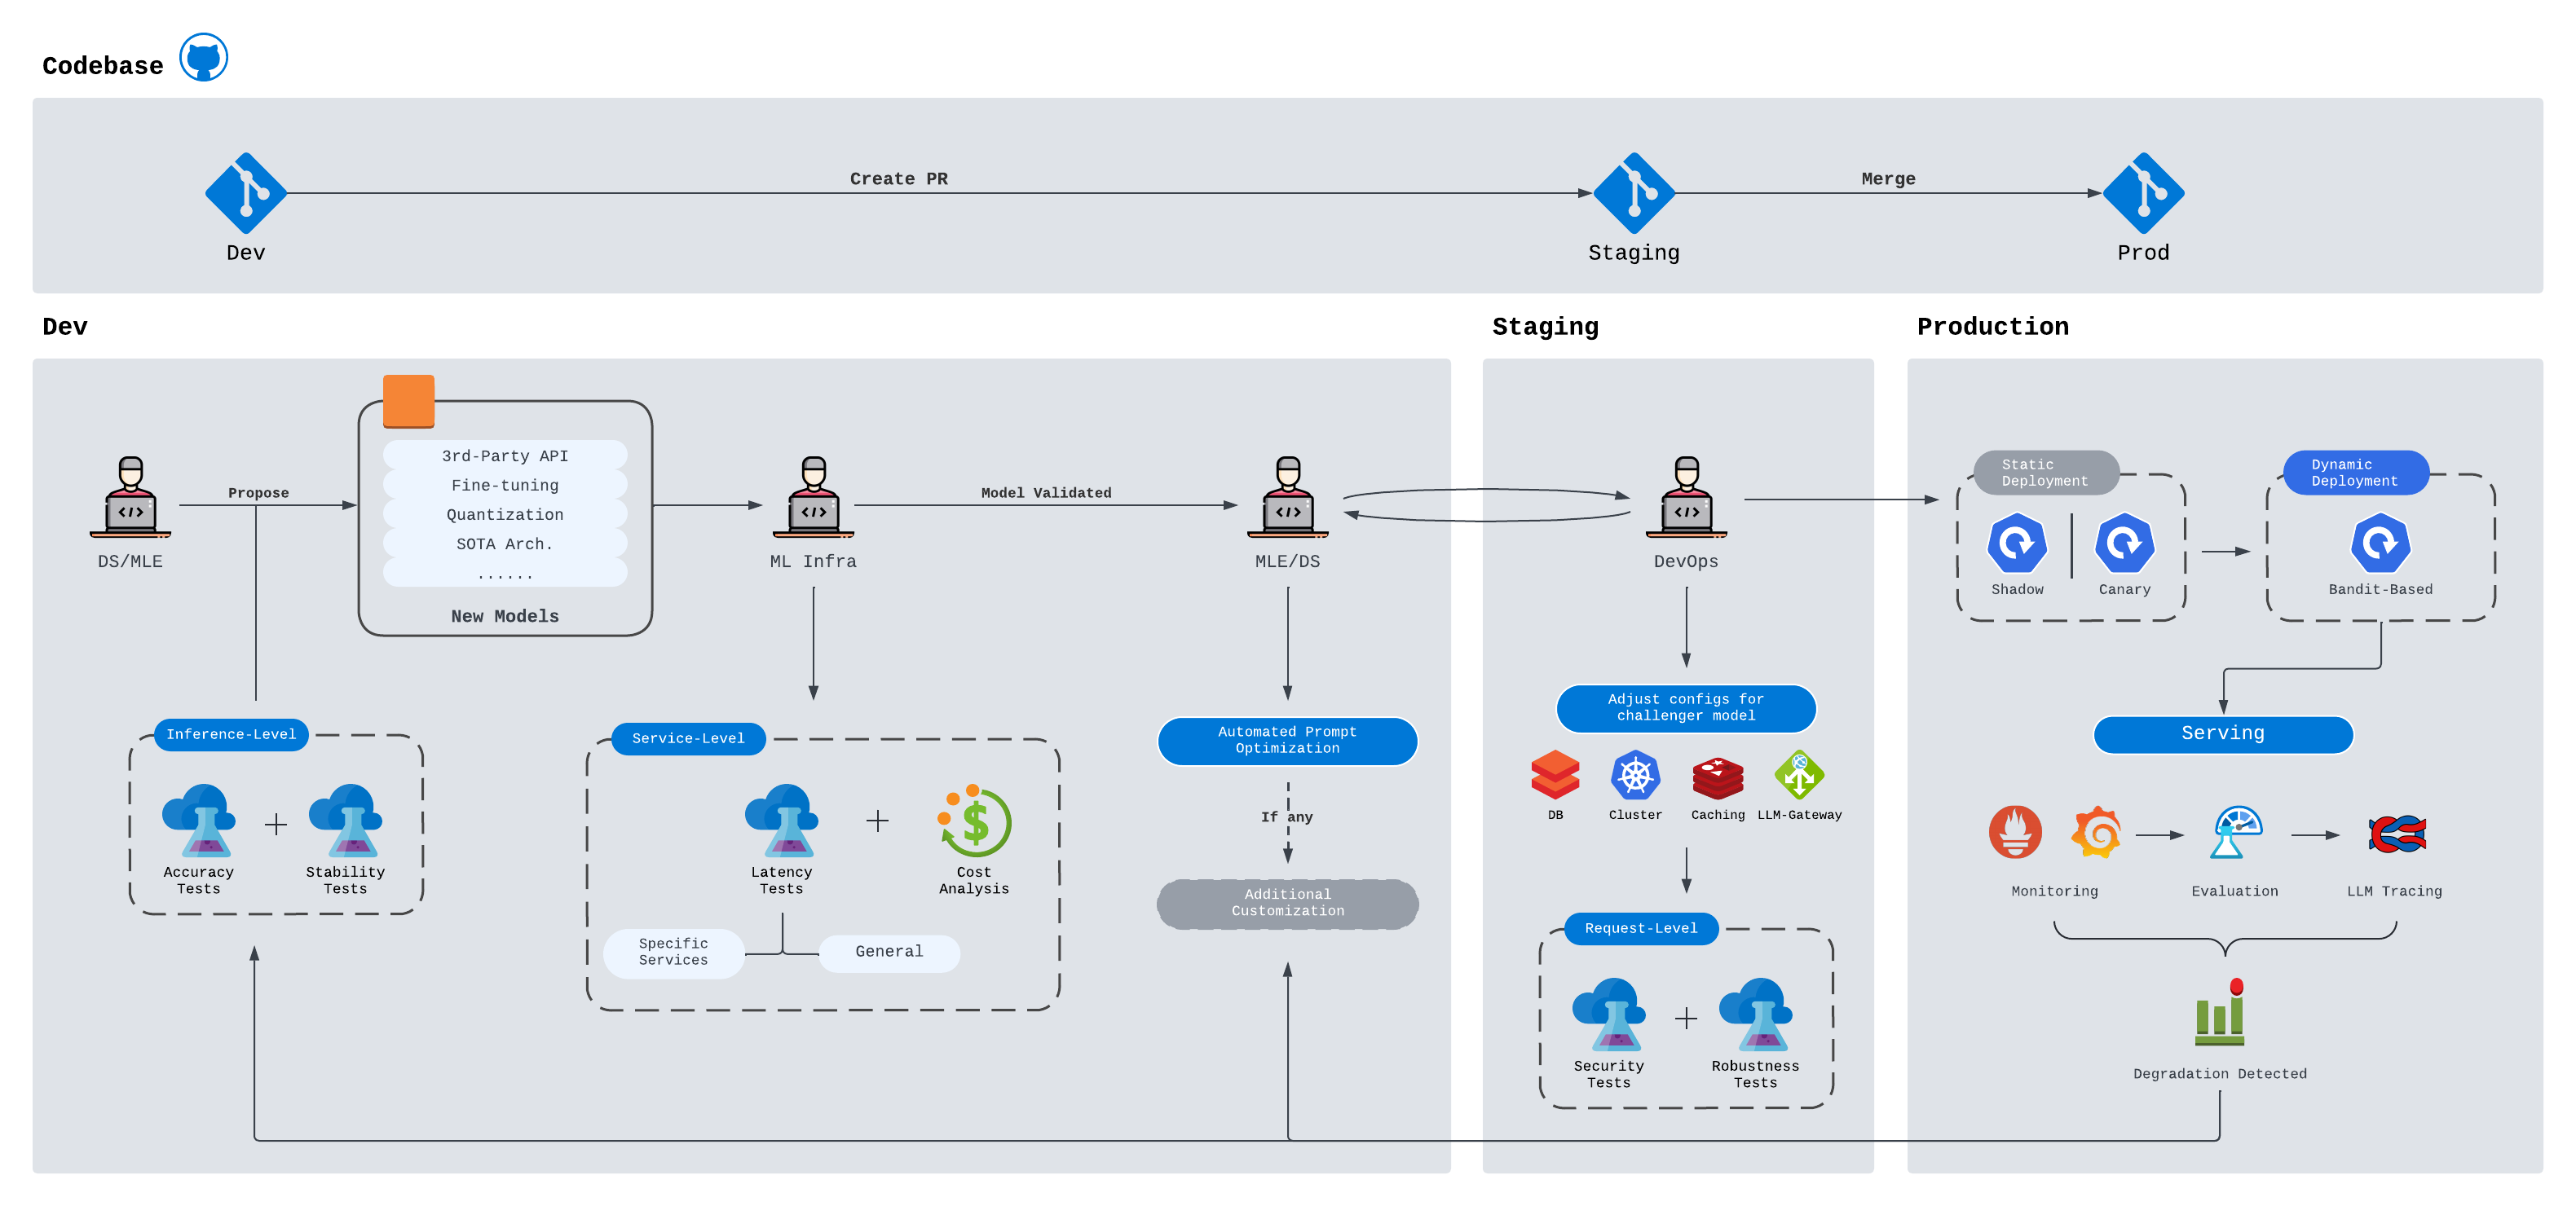 Codebase
Create PR
Merge
Dev
Staging
Prod
Dev
Staging
Production
3rd-Party API
Fine-tuning
Quantization
SOTA Arch.
......
New Models
Propose
DS/MLE
ML Infra
Model Validated
MLE/DS
DevOps
Static
Deployment
Shadow
Canary
Dynamic
Deployment
Bandit-Based
Inference-Level
Accuracy
Tests
Stability
Tests
Service-Level
Latency
Tests
Cost
Analysis
Specific
Services
General
Automated Prompt
Optimization
If any
Additional
Customization
Adjust configs for
challenger model
DB
Cluster
Caching
LLM-Gateway
Request-Level
Security
Tests
Robustness
Tests
Serving
Monitoring
Evaluation
LLM Tracing
Degradation Detected